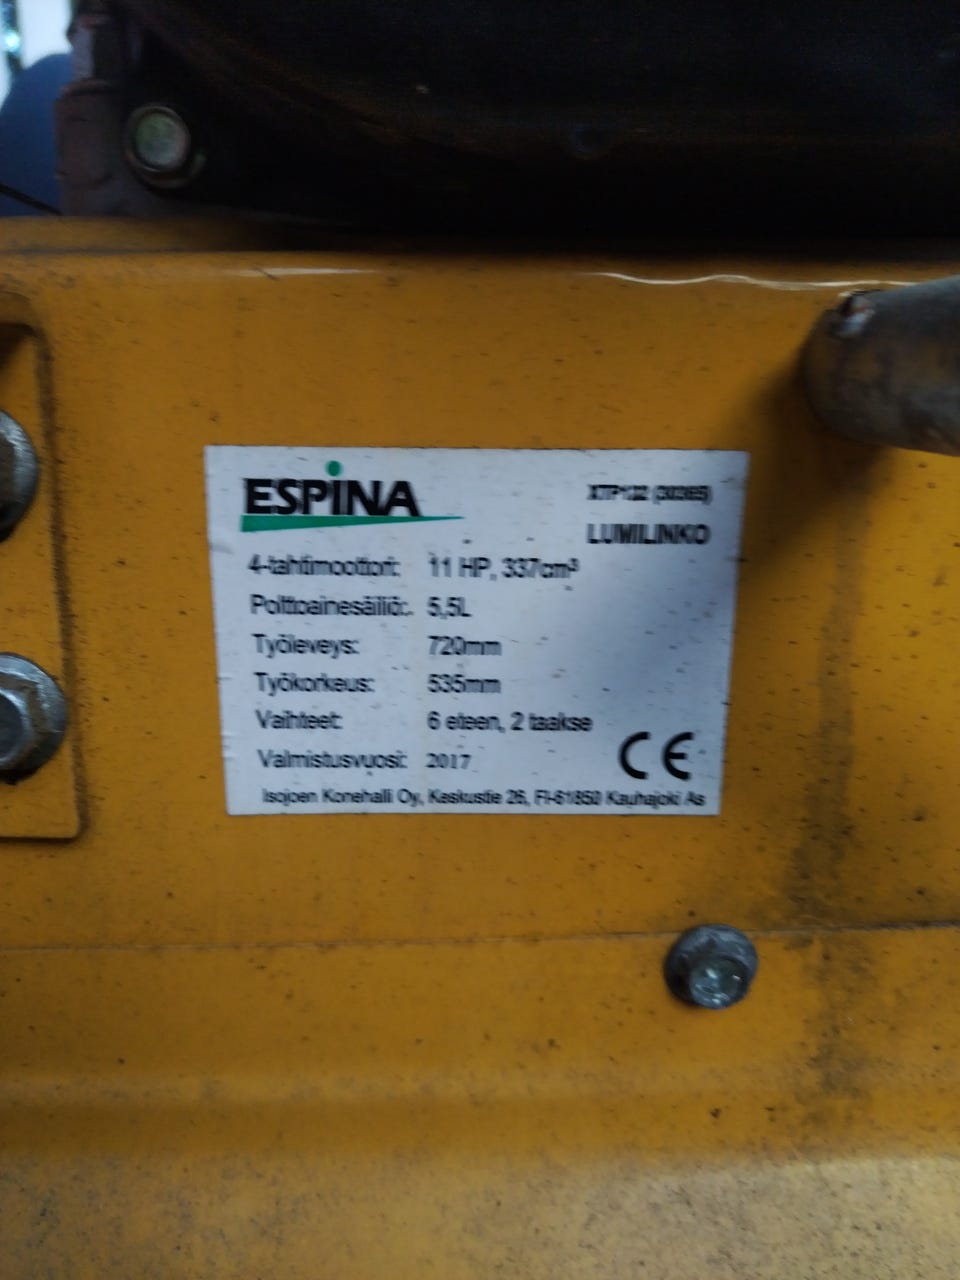 ESPINA
LUMILINKO
4-tahtimoottori: 11 HP, 337cm³
Polttoainesäiliö: 5,5L
Työleveys: 720mm
Työkorkeus: 535mm
Vaihteet: 6 eteen, 2 taakse
Valmistusvuosi: 2017
CE
Isojoen Konehalli Oy, Keskustie 26, FI-61850 Kauhajoki As